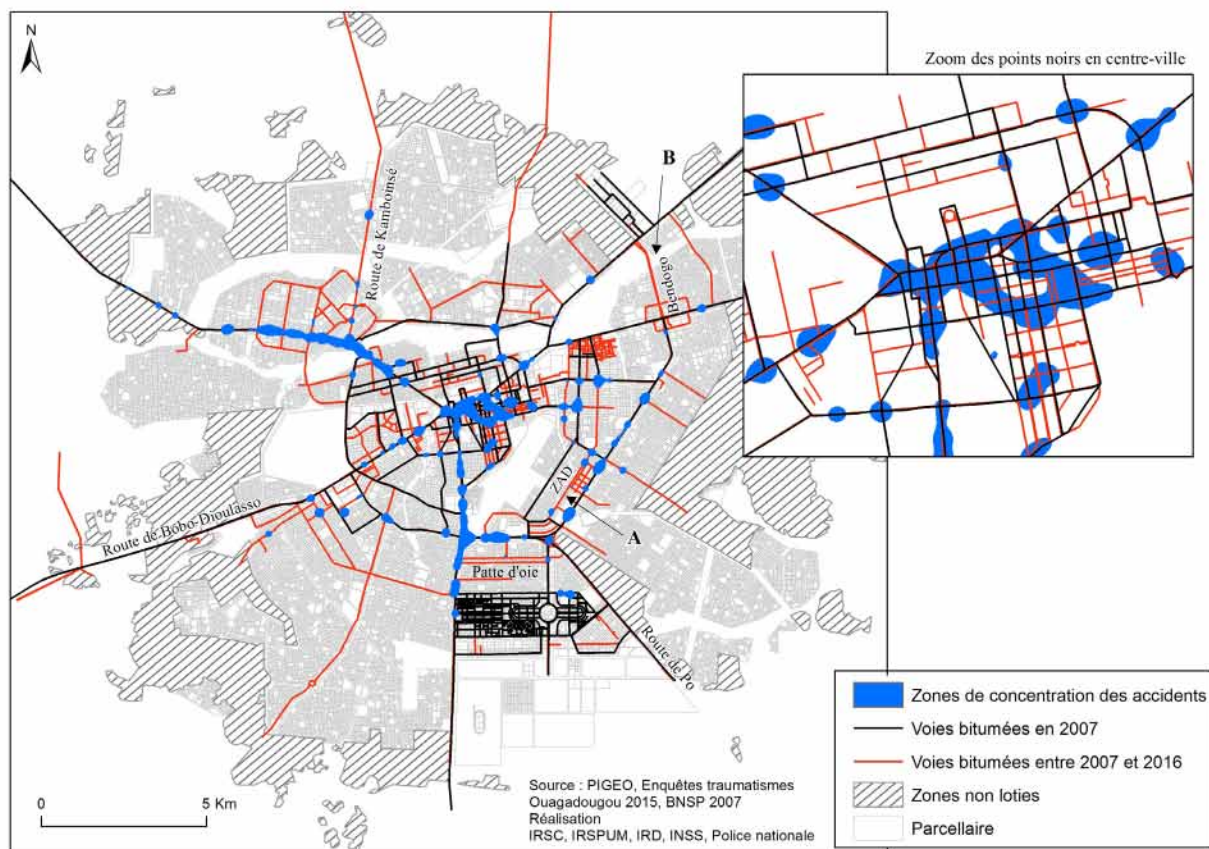 N
Zoom des points noirs en centre-ville
B
Route de Kamboinsé
Bendogo
ZAD
A
Route de Bobo-Dioulasso
Patte d'oie
Route de Po
Zones de concentration des accidents
Voies bitumées en 2007
Voies bitumées entre 2007 et 2016
Zones non loties
Parcellaire
Source : PIGEO, Enquêtes traumatismes
Ouagadougou 2015, BNSP 2007
Réalisation
IRSC, IRSPUM, IRD, INSS, Police nationale
0 5 Km